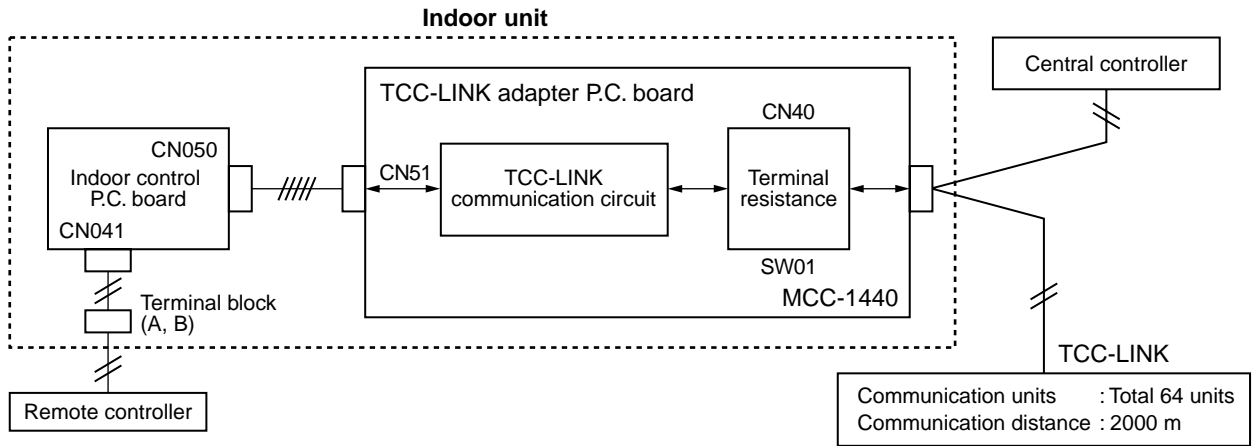 Indoor unit
Central controller
TCC-LINK adapter P.C. board
CN40
CN050
Indoor control
P.C. board
CN041
CN51
TCC-LINK
communication circuit
Terminal
resistance
SW01
MCC-1440
Terminal block
(A, B)
Remote controller
TCC-LINK
Communication units : Total 64 units
Communication distance : 2000 m